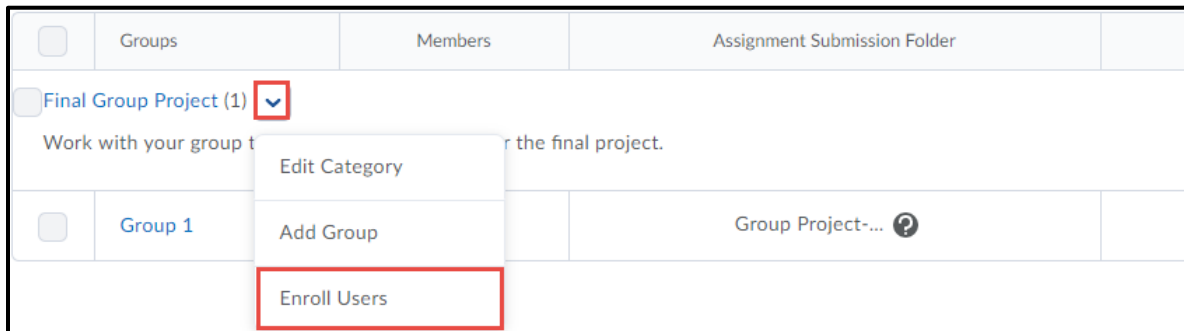 Groups Members Assignment Submission Folder
Final Group Project (1)
Work with your group t r the final project.
Edit Category
Group 1 Group Project-... ?
Add Group
Enroll Users